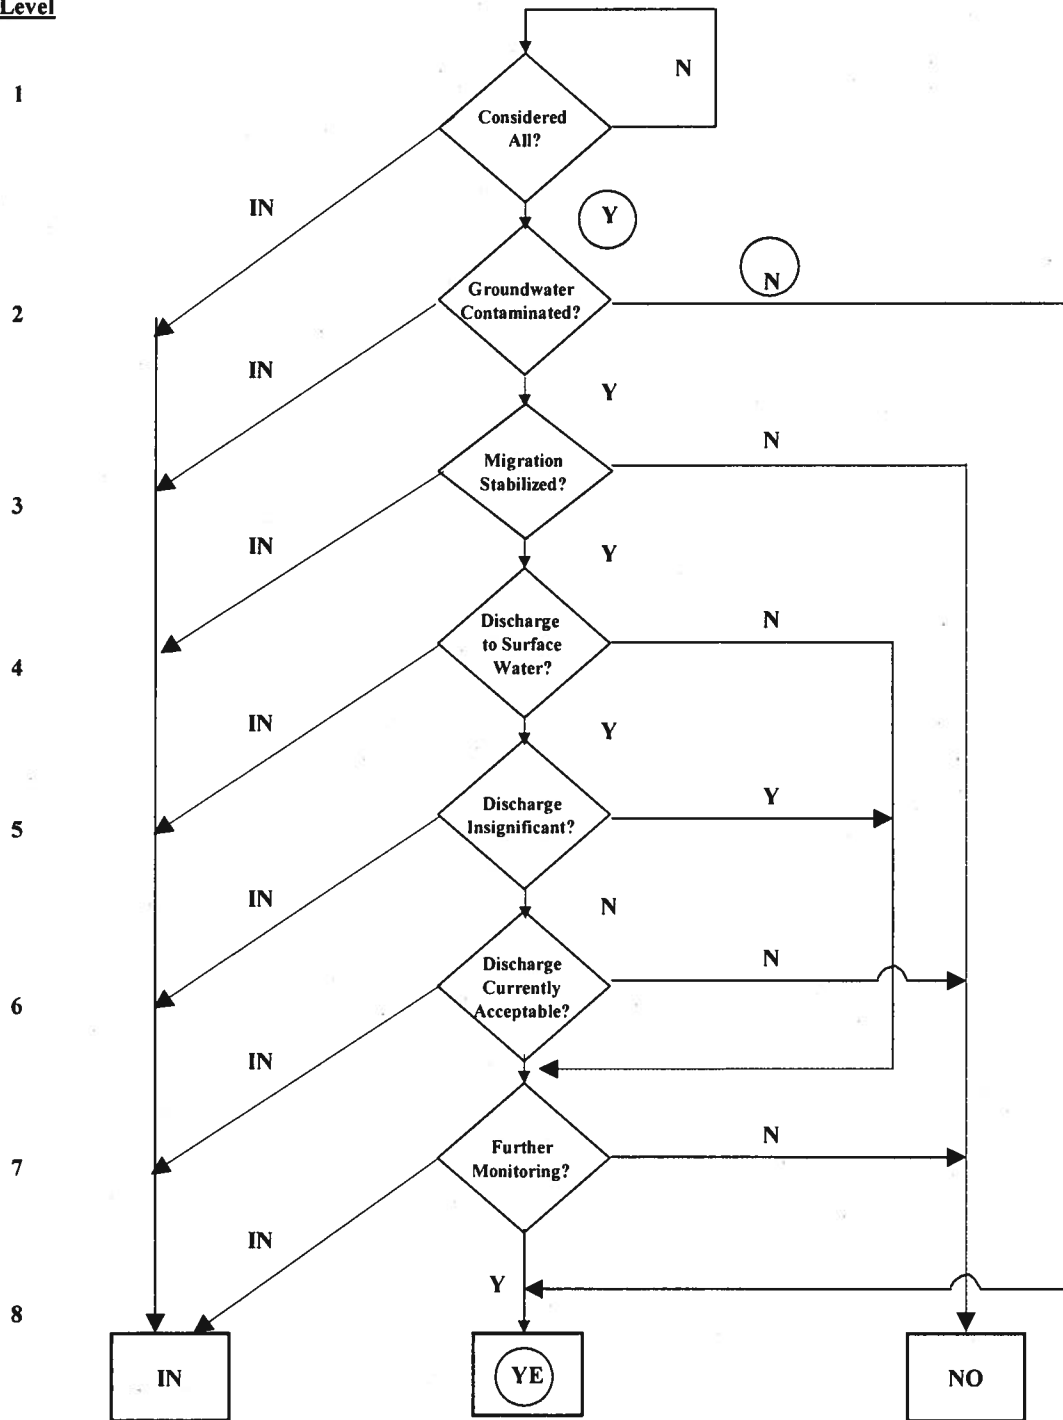 Level
N
1
Considered
All?
IN
Y
N
Groundwater
Contaminated?
2
IN
Y
N
Migration
Stabilized?
3
IN
Y
N
Discharge
to Surface
Water?
4
IN
Y
Y
Discharge
Insignificant?
5
IN
N
N
Discharge
Currently
Acceptable?
6
IN
N
Further
Monitoring?
7
IN
Y
8
IN
YE
NO